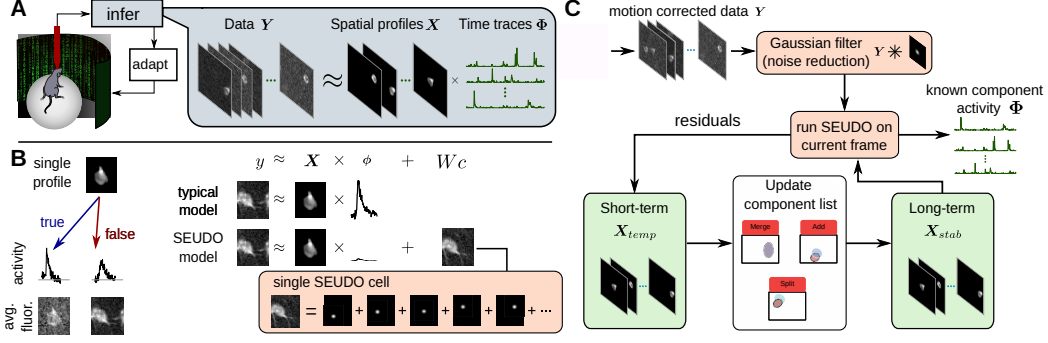 A
infer
adapt
Data Y
Spatial profiles X
Time traces Φ
...
≈
...
×
B
single
profile
true
false
activity
avg.
fluor.
y ≈ X × ϕ + Wc
typical
model
≈ ×
SEUDO
model
≈ × +
single SEUDO cell
= + + + + + ...
C
motion corrected data Y
...
Gaussian filter
(noise reduction)
Y ✳
known component
activity Φ
run SEUDO on
current frame
residuals
Short-term
X_temp
...
Update
component list
Merge
Add
Split
Long-term
X_stab
...